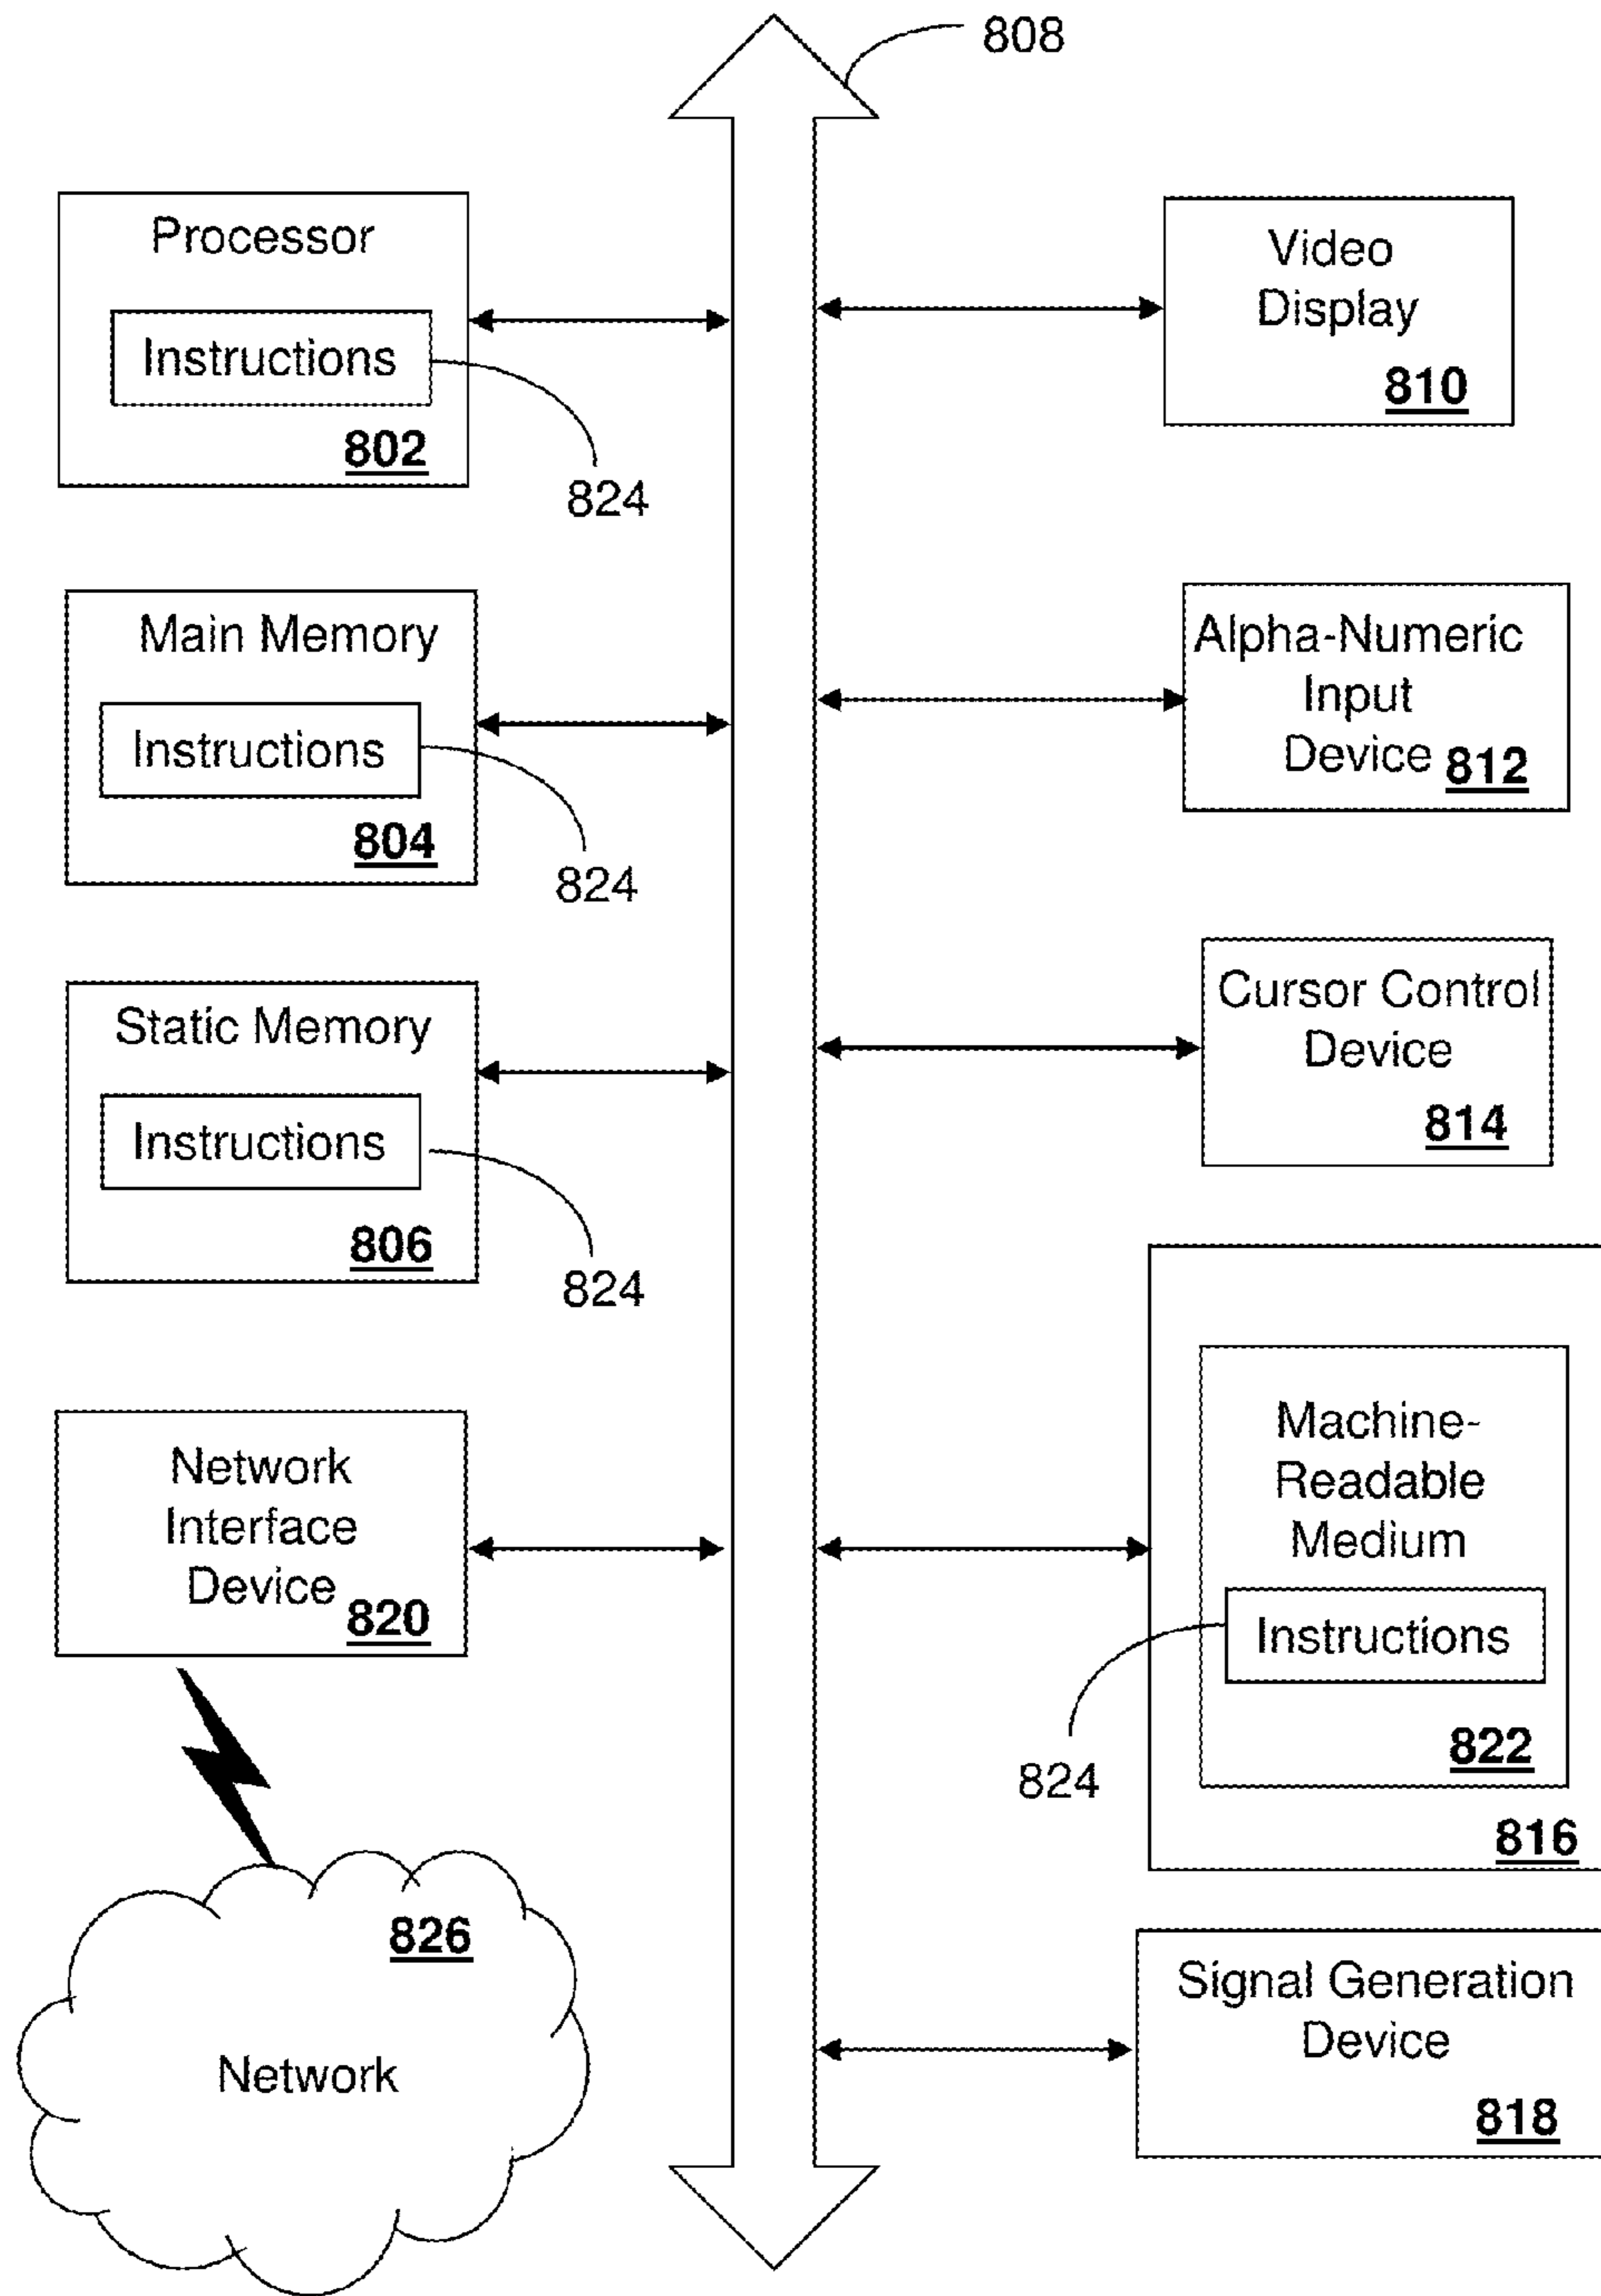 808
Processor
Instructions
802
824
Main Memory
Instructions
804
824
Static Memory
Instructions
806
824
Network
Interface
Device
820
826
Network
Video
Display
810
Alpha-Numeric
Input
Device 812
Cursor Control
Device
814
Machine-
Readable
Medium
Instructions
822
824
816
Signal Generation
Device
818